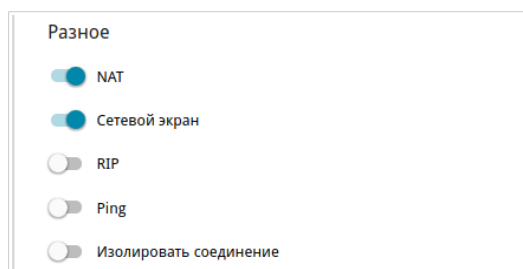 Разное
NAT
Сетевой экран
RIP
Ping
Изолировать соединение